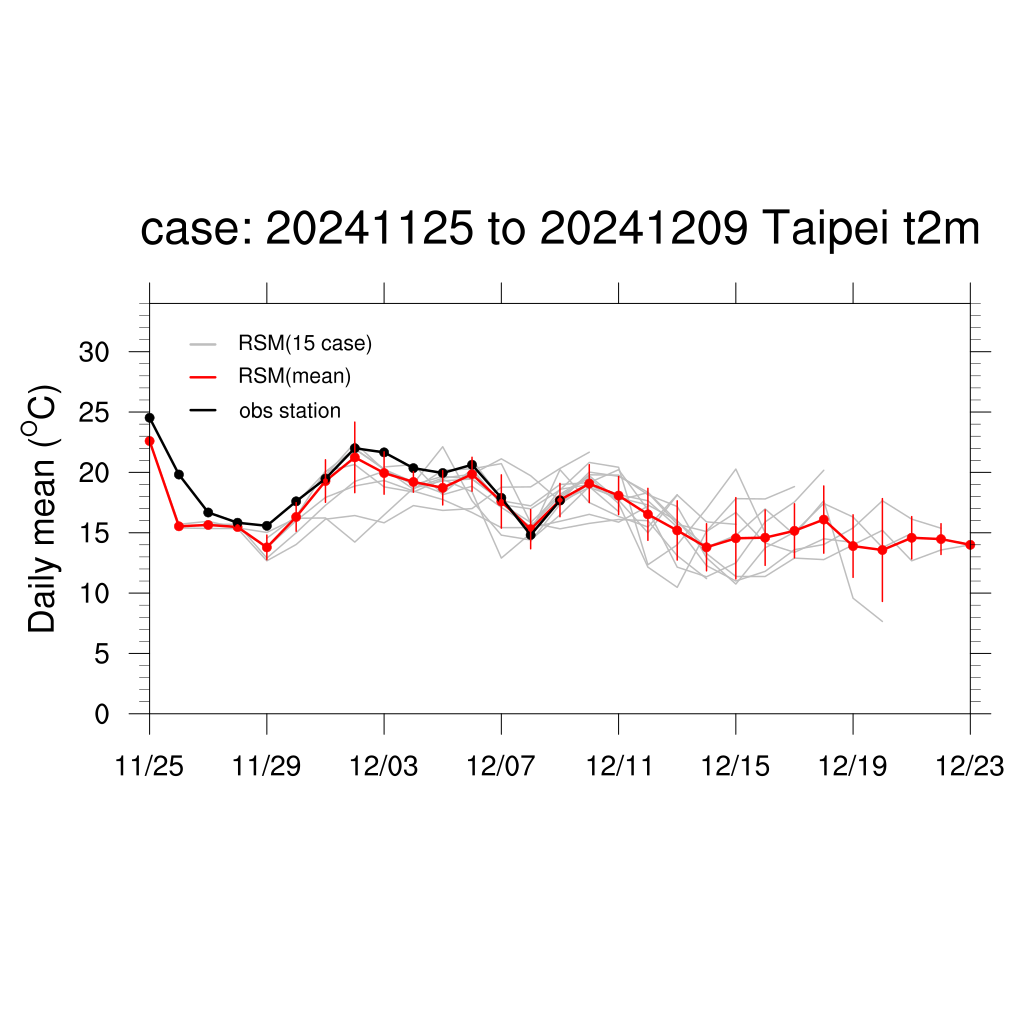 case: 20241125 to 20241209 Taipei t2m
RSM(15 case)
RSM(mean)
obs station
Daily mean (°C)
30
25
20
15
10
5
0
11/25 11/29 12/03 12/07 12/11 12/15 12/19 12/23